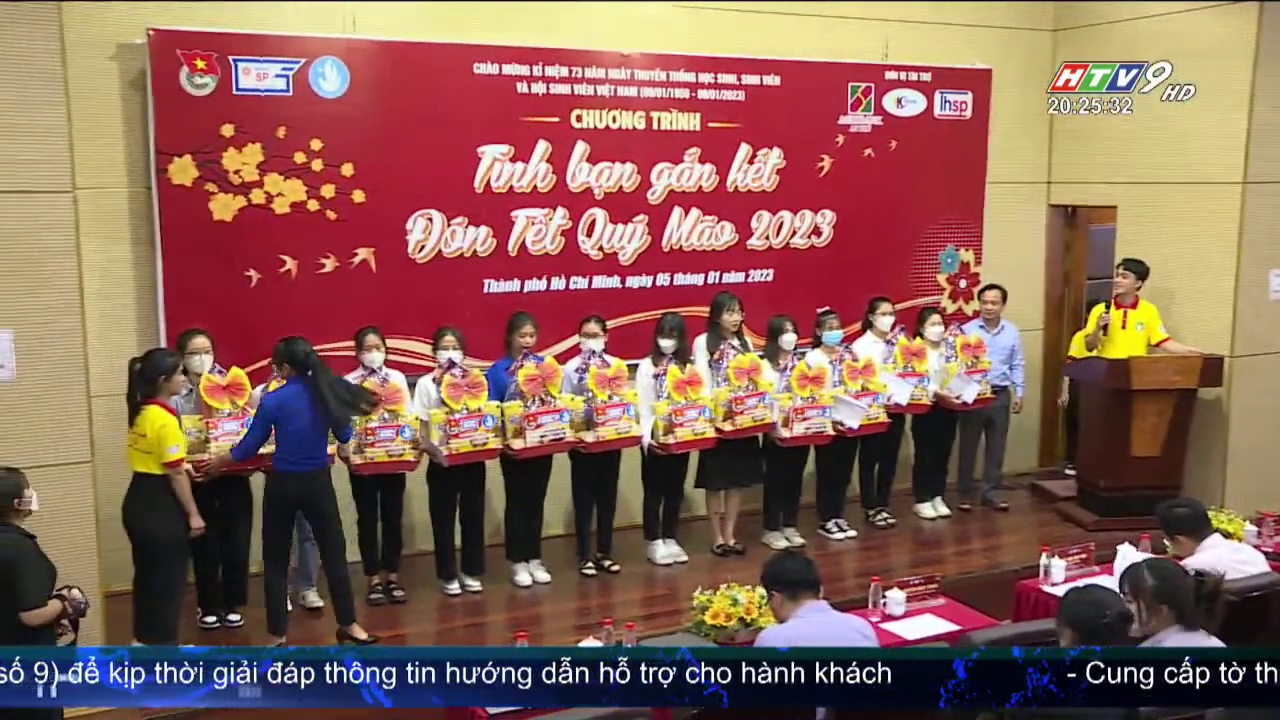 HTV9 HD
20:25:32
CHÀO MỪNG KỈ NIỆM 73 NĂM NGÀY TRUYỀN THỐNG HỌC SINH, SINH VIÊN
VÀ HỘI SINH VIÊN VIỆT NAM (09/01/1950 - 09/01/2023)
ĐƠN VỊ TÀI TRỢ
SP
Thsp
CHƯƠNG TRÌNH
Tình bạn gắn kết
Đón Tết Quý Mão 2023
Thành phố Hồ Chí Minh, ngày 05 tháng 01 năm 2023
số 9) để kịp thời giải đáp thông tin hướng dẫn hỗ trợ cho hành khách
- Cung cấp tờ th